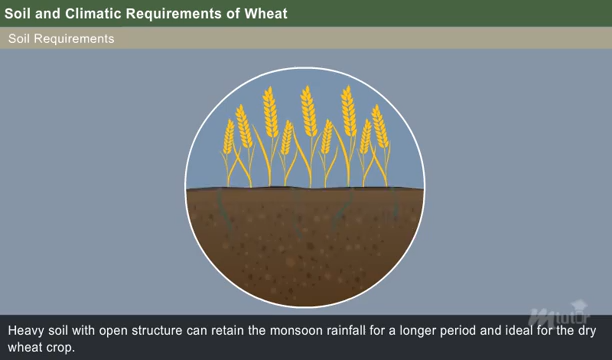 Soil and Climatic Requirements of Wheat
Soil Requirements
mtutor
Heavy soil with open structure can retain the monsoon rainfall for a longer period and ideal for the dry
wheat crop.